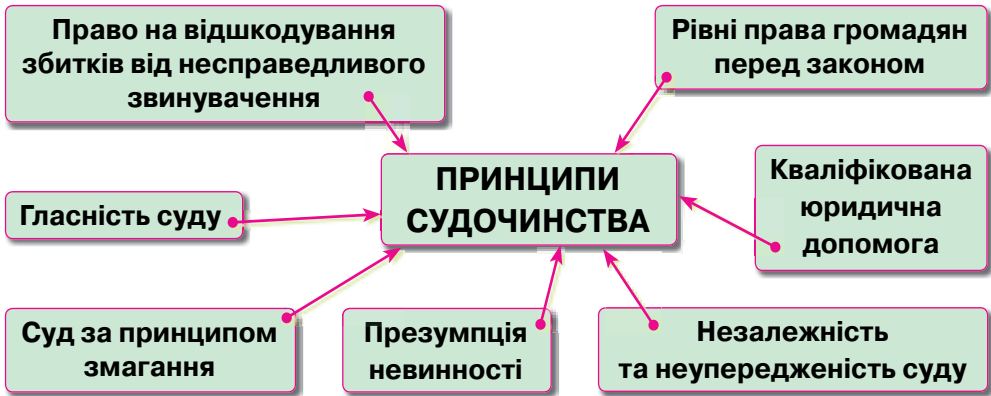 Право на відшкодування
збитків від несправедливого
звинувачення
Рівні права громадян
перед законом
ПРИНЦИПИ
СУДОЧИНСТВА
Кваліфікована
юридична
допомога
Гласність суду
Суд за принципом
змагання
Презумпція
невинності
Незалежність
та неупередженість суду